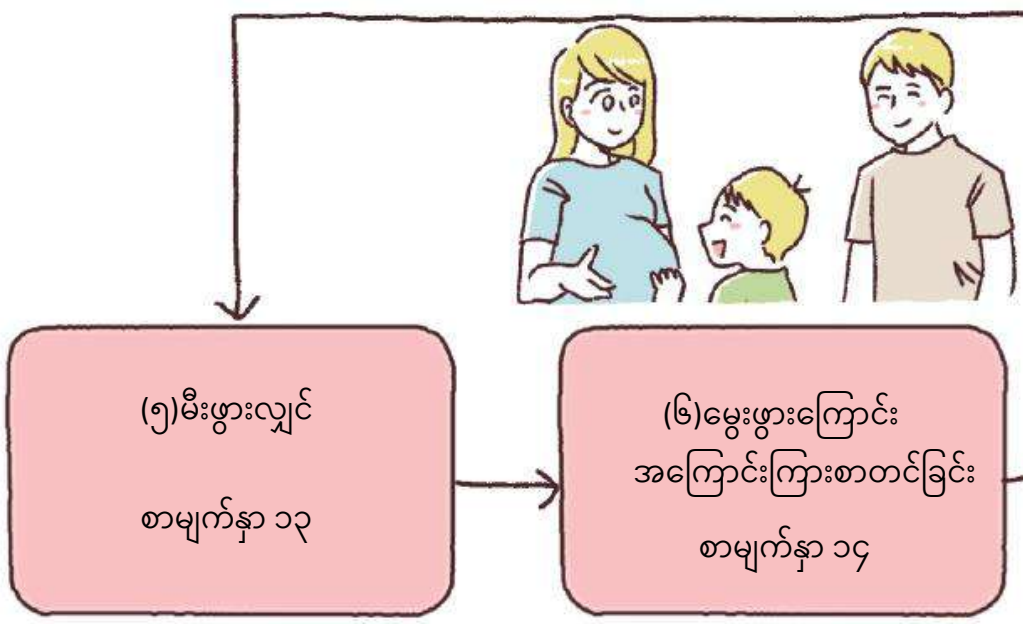 (၅)မီးဖွားလျှင်
စာမျက်နှာ ၁၃
(၆)မွေးဖွားကြောင်း
အကြောင်းကြားစာတင်ခြင်း
စာမျက်နှာ ၁၄